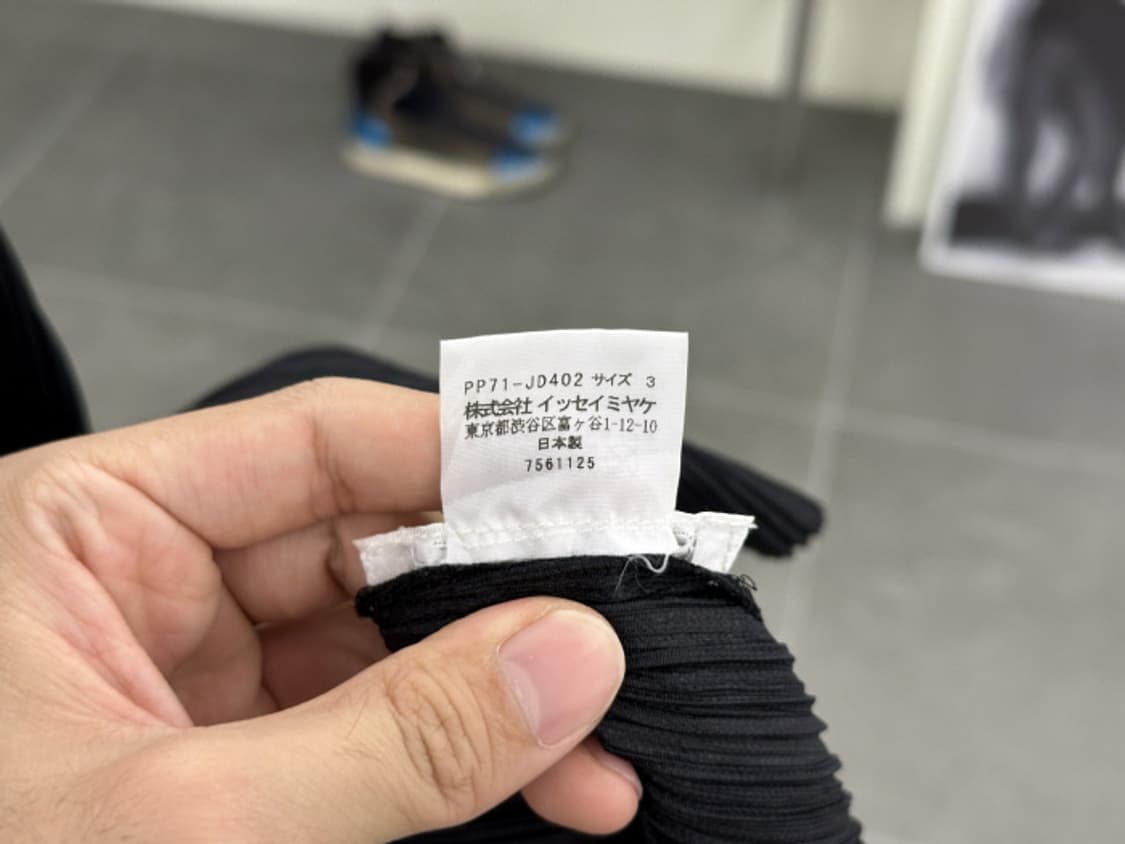 PP71-JD402 サイズ 3
株式会社 イッセイミヤケ
東京都渋谷区富ヶ谷1-12-10
日本製
7561125